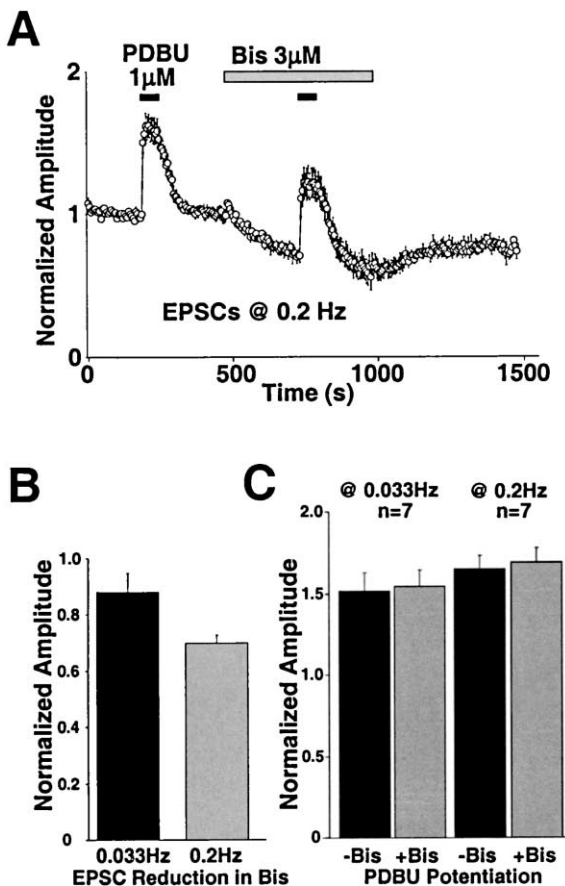 A
PDBU
1µM
Bis 3µM
2
1
0
Normalized Amplitude
EPSCs @ 0.2 Hz
0
500
1000
1500
Time (s)
B
1.0
0.8
0.6
0.4
0.2
0
Normalized Amplitude
0.033Hz 0.2Hz
EPSC Reduction in Bis
C
@ 0.033Hz @ 0.2Hz
n=7 n=7
2.0
1.5
1.0
0.5
0
Normalized Amplitude
-Bis +Bis -Bis +Bis
PDBU Potentiation